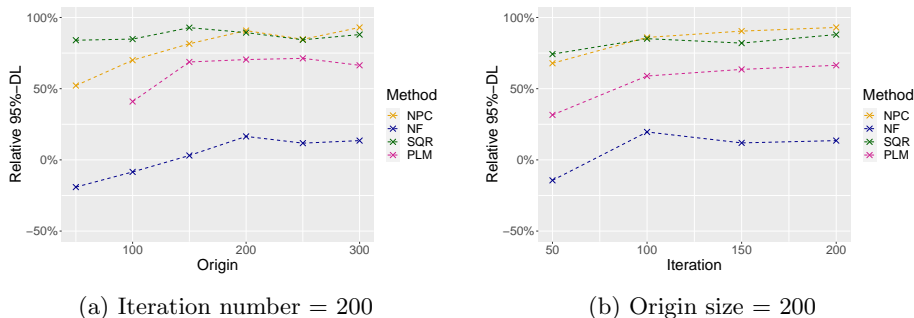 100%
50%
0%
−50%
Relative 95%−DL
100
200
300
Origin
Method
NPC
NF
SQR
PLM
(a) Iteration number = 200
100%
50%
0%
−50%
Relative 95%−DL
50
100
150
200
Iteration
Method
NPC
NF
SQR
PLM
(b) Origin size = 200